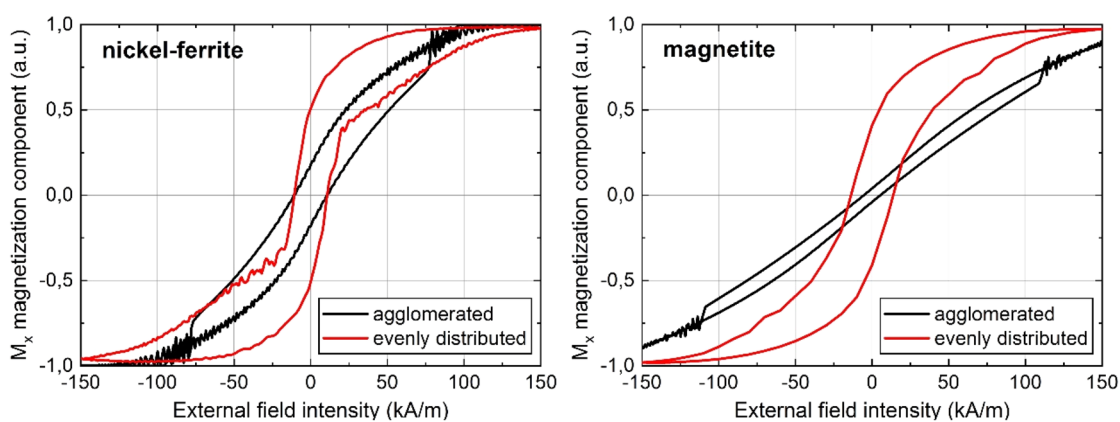 nickel-ferrite
M_x magnetization component (a.u.)
1,0
0,5
0,0
-0,5
-1,0
-150
-100
-50
0
50
100
150
External field intensity (kA/m)
agglomerated
evenly distributed
magnetite
M_x magnetization component (a.u.)
1,0
0,5
0,0
-0,5
-1,0
-150
-100
-50
0
50
100
150
External field intensity (kA/m)
agglomerated
evenly distributed